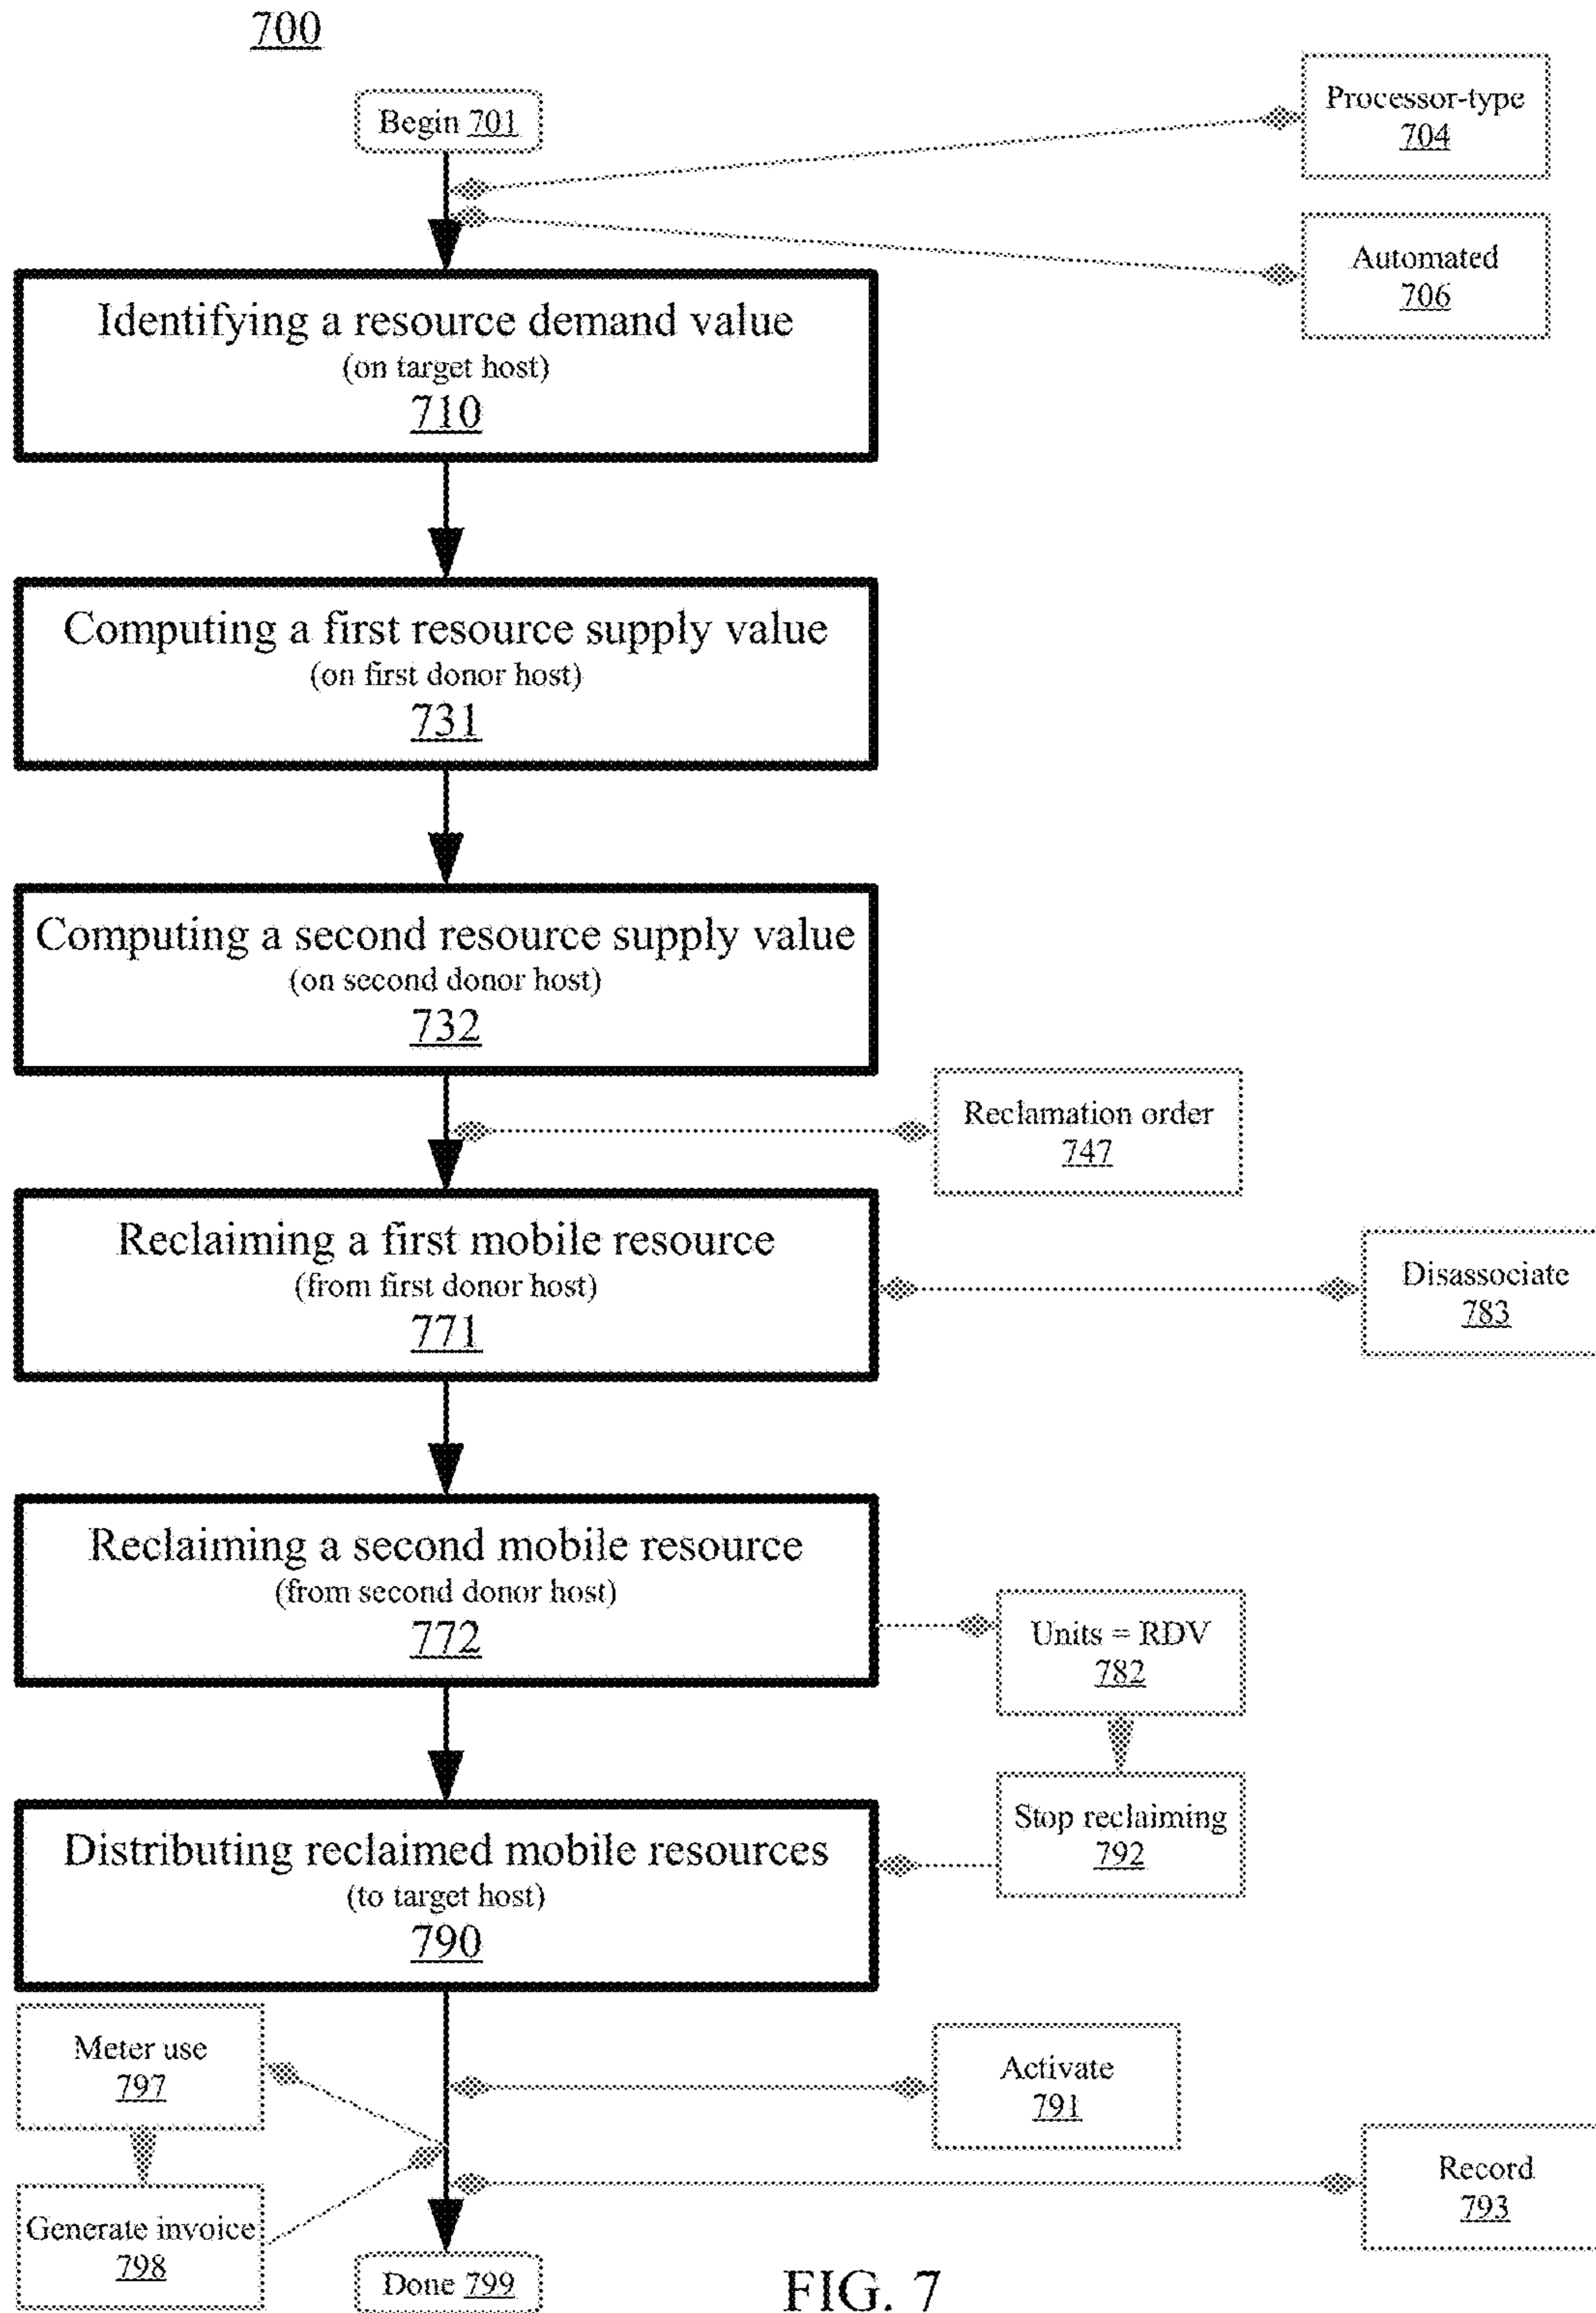 700
Begin 701
Processor-type
704
Automated
706
Identifying a resource demand value
(on target host)
710
Computing a first resource supply value
(on first donor host)
731
Computing a second resource supply value
(on second donor host)
732
Reclamation order
747
Reclaiming a first mobile resource
(from first donor host)
771
Disassociate
783
Reclaiming a second mobile resource
(from second donor host)
772
Units = RDV
782
Stop reclaiming
792
Distributing reclaimed mobile resources
(to target host)
790
Meter use
797
Activate
791
Record
793
Generate invoice
798
Done 799
FIG. 7